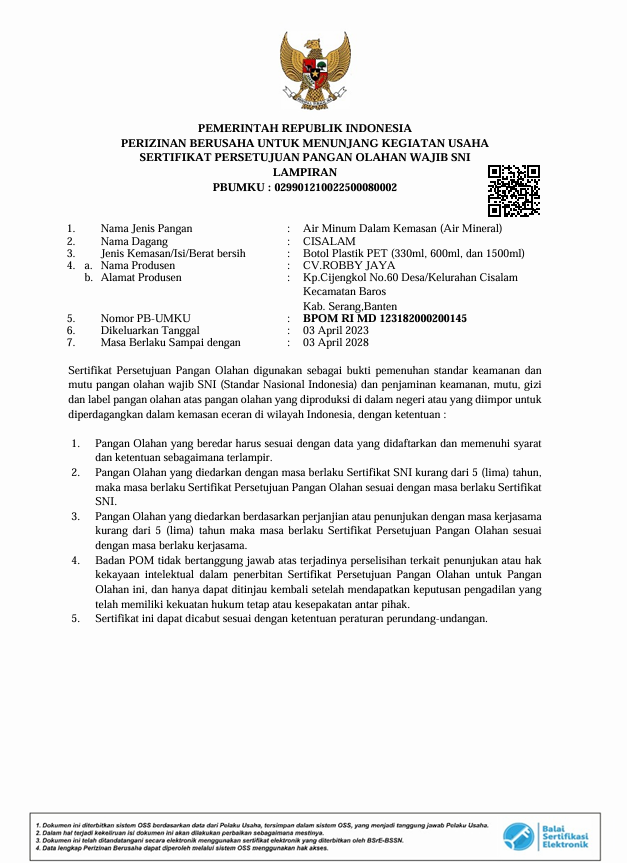 PEMERINTAH REPUBLIK INDONESIA
PERIZINAN BERUSAHA UNTUK MENUNJANG KEGIATAN USAHA
SERTIFIKAT PERSETUJUAN PANGAN OLAHAN WAJIB SNI
LAMPIRAN
PBUMKU : 029901210022500080002
1. Nama Jenis Pangan : Air Minum Dalam Kemasan (Air Mineral)
2. Nama Dagang : CISALAM
3. Jenis Kemasan/Isi/Berat bersih : Botol Plastik PET (330ml, 600ml, dan 1500ml)
4. a. Nama Produsen : CV.ROBBY JAYA
b. Alamat Produsen : Kp.Cijengkol No.60 Desa/Kelurahan Cisalam
Kecamatan Baros
Kab. Serang,Banten
5. Nomor PB-UMKU : BPOM RI MD 123182000200145
6. Dikeluarkan Tanggal : 03 April 2023
7. Masa Berlaku Sampai dengan : 03 April 2028
Sertifikat Persetujuan Pangan Olahan digunakan sebagai bukti pemenuhan standar keamanan dan
mutu pangan olahan wajib SNI (Standar Nasional Indonesia) dan penjaminan keamanan, mutu, gizi
dan label pangan olahan atas pangan olahan yang diproduksi di dalam negeri atau yang diimpor untuk
diperdagangkan dalam kemasan eceran di wilayah Indonesia, dengan ketentuan :
1. Pangan Olahan yang beredar harus sesuai dengan data yang didaftarkan dan memenuhi syarat
dan ketentuan sebagaimana terlampir.
2. Pangan Olahan yang diedarkan dengan masa berlaku Sertifikat SNI kurang dari 5 (lima) tahun,
maka masa berlaku Sertifikat Persetujuan Pangan Olahan sesuai dengan masa berlaku Sertifikat
SNI.
3. Pangan Olahan yang diedarkan berdasarkan perjanjian atau penunjukan dengan masa kerjasama
kurang dari 5 (lima) tahun maka masa berlaku Sertifikat Persetujuan Pangan Olahan sesuai
dengan masa berlaku kerjasama.
4. Badan POM tidak bertanggung jawab atas terjadinya perselisihan terkait penunjukan atau hak
kekayaan intelektual dalam penerbitan Sertifikat Persetujuan Pangan Olahan untuk Pangan
Olahan ini, dan hanya dapat ditinjau kembali setelah mendapatkan keputusan pengadilan yang
telah memiliki kekuatan hukum tetap atau kesepakatan antar pihak.
5. Sertifikat ini dapat dicabut sesuai dengan ketentuan peraturan perundang-undangan.
1. Dokumen ini diterbitkan sistem OSS berdasarkan data dari Pelaku Usaha, tersimpan dalam sistem OSS, yang menjadi tanggung jawab Pelaku Usaha.
2. Dalam hal terjadi kekeliruan isi dokumen ini akan dilakukan perbaikan sebagaimana mestinya.
3. Dokumen ini telah ditandatangani secara elektronik menggunakan sertifikat elektronik yang diterbitkan oleh BSrE-BSSN.
4. Data lengkap Perizinan Berusaha dapat diperoleh melalui sistem OSS menggunakan hak akses.
Balai
Sertifikasi
Elektronik